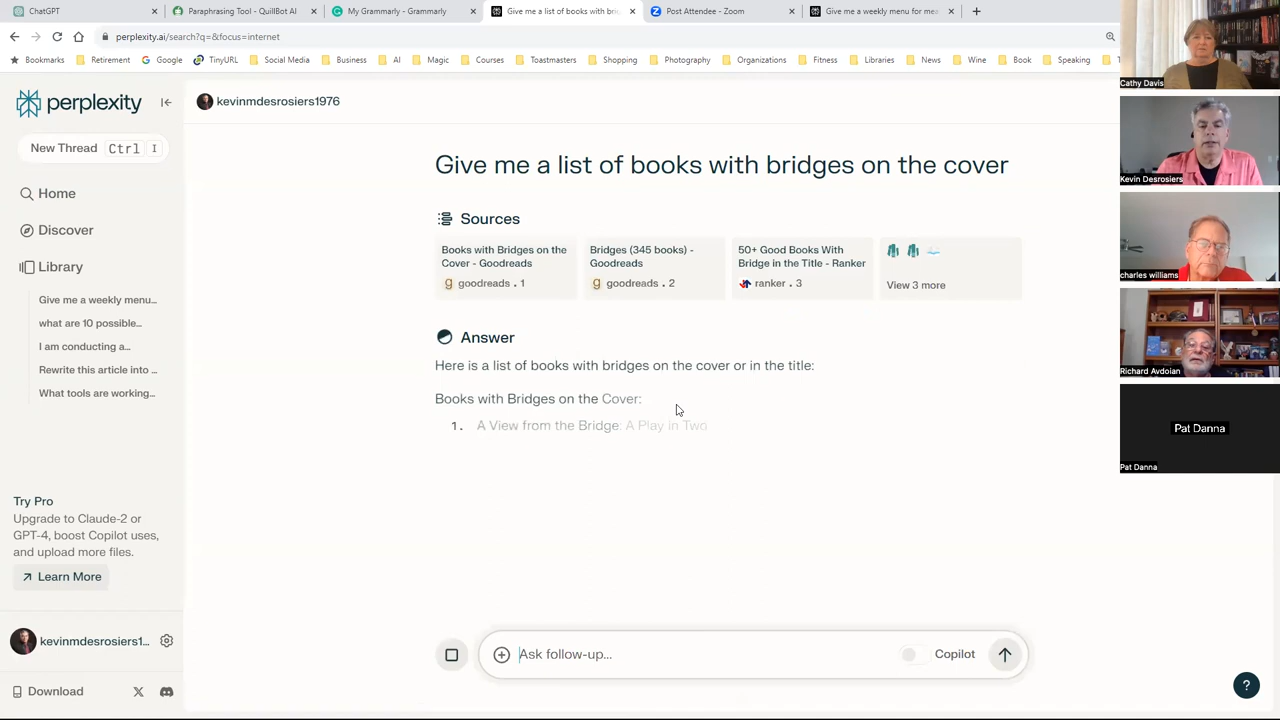 ChatGPT
Paraphrasing Tool - QuillBot AI
My Grammarly - Grammarly
Give me a list of books with bri
Post Attendee - Zoom
Give me a weekly menu for mea
perplexity.ai/search?q=&focus=internet
Bookmarks
Retirement
Google
TinyURL
Social Media
Business
AI
Magic
Courses
Toastmasters
Shopping
Photography
Organizations
Fitness
Libraries
News
Wine
Book
Speaking
perplexity
New Thread Ctrl I
Home
Discover
Library
Give me a weekly menu...
what are 10 possible...
I am conducting a...
Rewrite this article into ...
What tools are working...
Try Pro
Upgrade to Claude-2 or
GPT-4, boost Copilot uses,
and upload more files.
Learn More
kevinmdesrosiers1...
Download
kevinmdesrosiers1976
Give me a list of books with bridges on the cover
Sources
Books with Bridges on the
Cover - Goodreads
goodreads . 1
Bridges (345 books) -
Goodreads
goodreads . 2
50+ Good Books With
Bridge in the Title - Ranker
ranker . 3
View 3 more
Answer
Here is a list of books with bridges on the cover or in the title:
Books with Bridges on the Cover:
1. A View from the Bridge: A Play in Two
Ask follow-up...
Copilot
?
Cathy Davis
Kevin Desrosiers
charles williams
Richard Avdoian
Pat Danna
Pat Danna